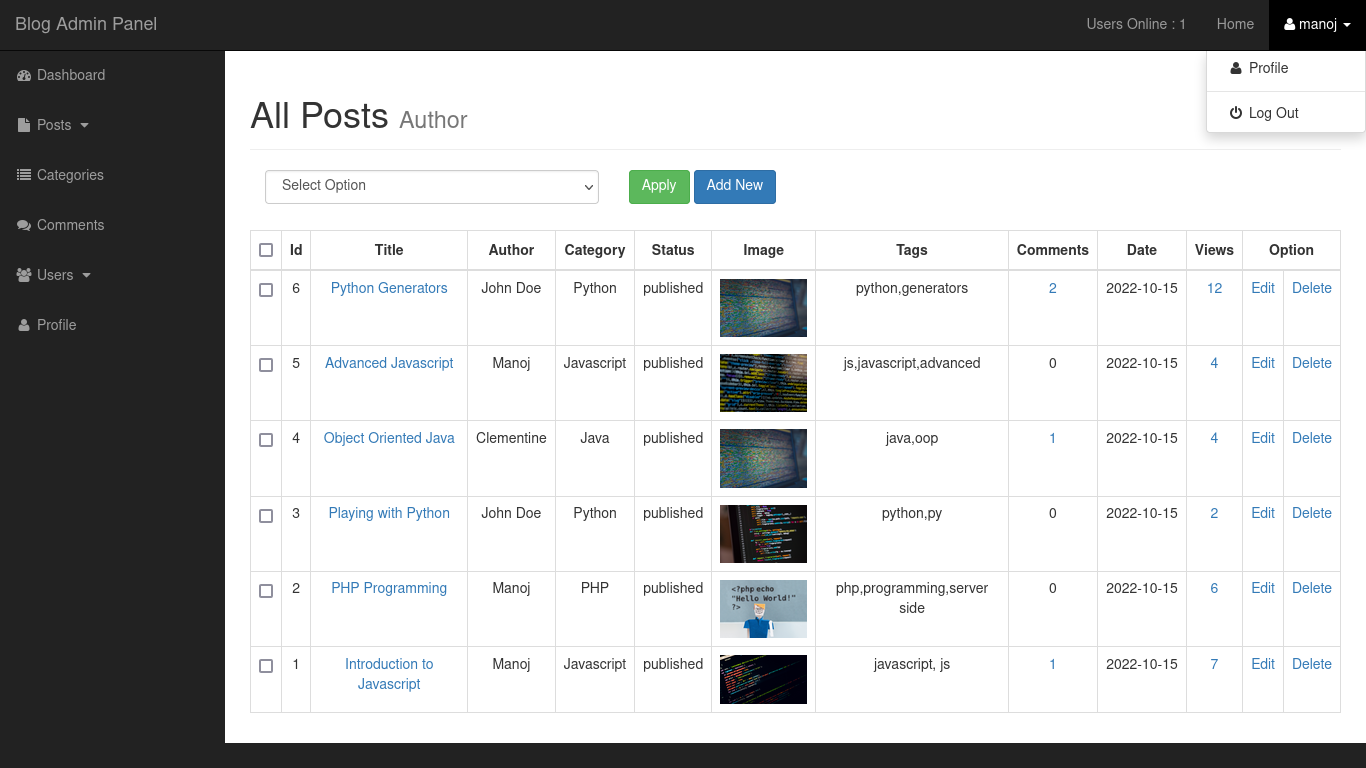 Blog Admin Panel
Users Online : 1 Home manoj
Profile
Log Out
Dashboard
Posts
Categories
Comments
Users
Profile
All Posts Author
Select Option Apply Add New
Id Title Author Category Status Image Tags Comments Date Views Option
6 Python Generators John Doe Python published python,generators 2 2022-10-15 12 Edit Delete
5 Advanced Javascript Manoj Javascript published js,javascript,advanced 0 2022-10-15 4 Edit Delete
4 Object Oriented Java Clementine Java published java,oop 1 2022-10-15 4 Edit Delete
3 Playing with Python John Doe Python published python,py 0 2022-10-15 2 Edit Delete
2 PHP Programming Manoj PHP published php,programming,server 0 2022-10-15 6 Edit Delete
side
<?php echo
"Hello World!"
?>
1 Introduction to Manoj Javascript published javascript, js 1 2022-10-15 7 Edit Delete
Javascript